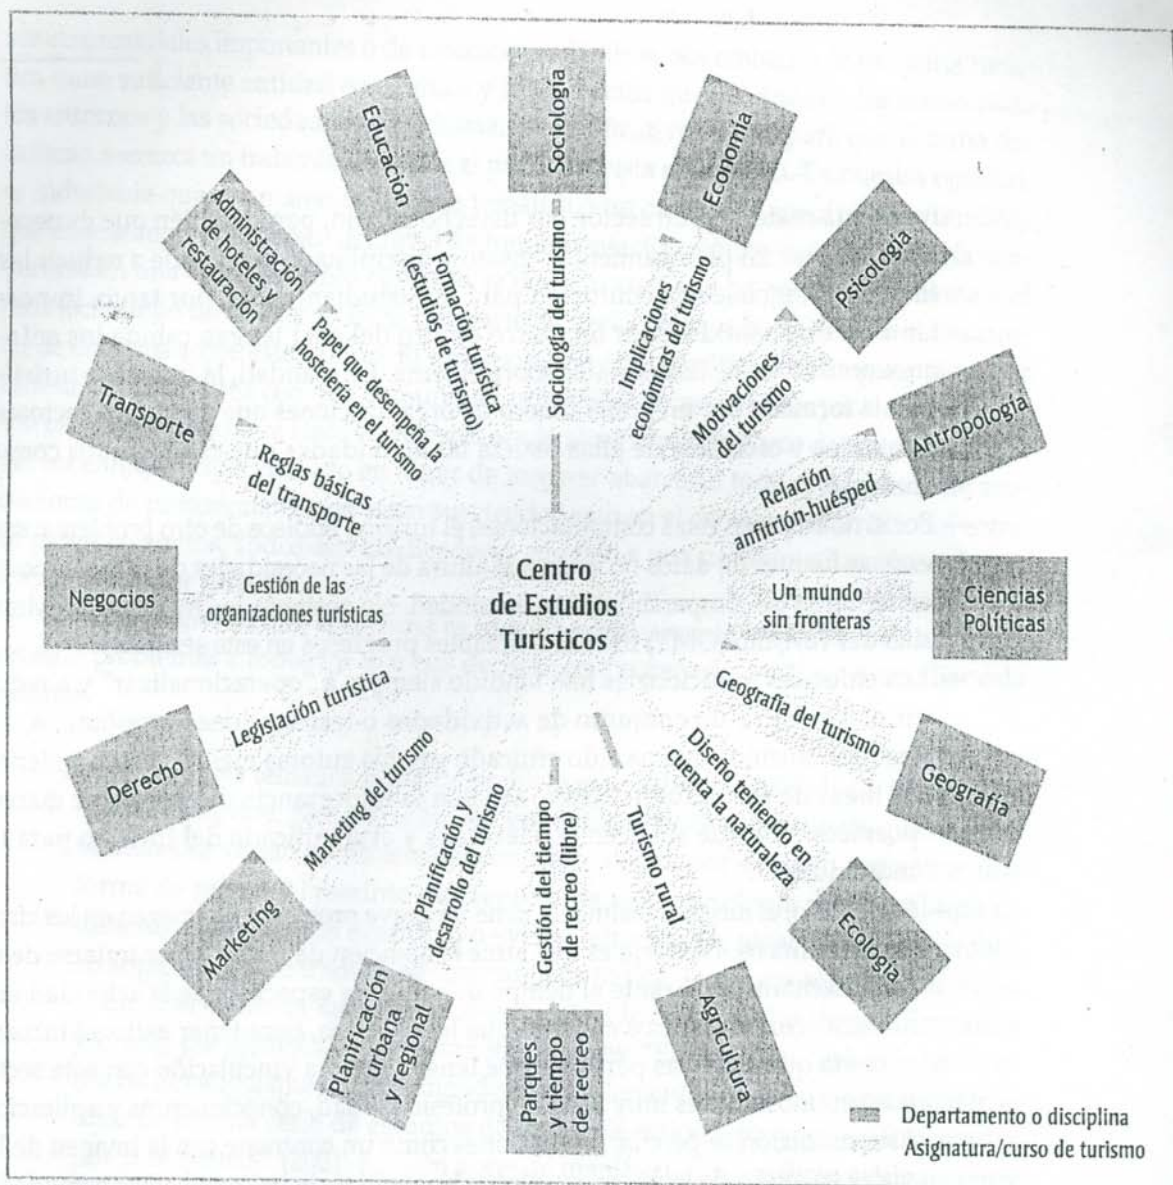 Sociología
Sociología del turismo
Economía
Implicaciones
económicas del turismo
Psicología
Motivaciones
del turismo
Antropología
Relación
anfitrión-huésped
Ciencias
Políticas
Un mundo
sin fronteras
Geografía
Geografía del turismo
Ecología
Diseño teniendo en
cuenta la naturaleza
Agricultura
Turismo rural
Parques
y tiempo
de recreo
Gestión del tiempo
de recreo (libre)
Planificación
urbana
y regional
Planificación y
desarrollo del turismo
Marketing
Marketing del turismo
Derecho
Legislación turística
Negocios
Gestión de las
organizaciones turísticas
Transporte
Reglas básicas
del transporte
Administración
de hoteles y
restauración
Papel que desempeña la
hostelería en el turismo
Educación
Formación turística
(estudios de turismo)
Centro
de Estudios
Turísticos
Departamento o disciplina
Asignatura/curso de turismo